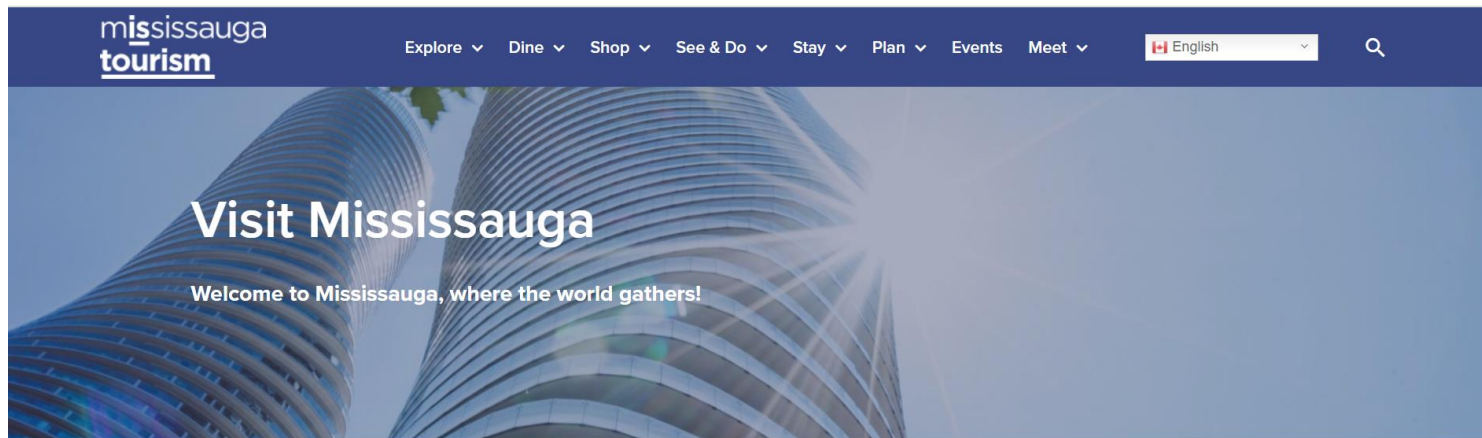 mississauga
tourism
Explore Dine Shop See & Do Stay Plan Events Meet English
Visit Mississauga
Welcome to Mississauga, where the world gathers!